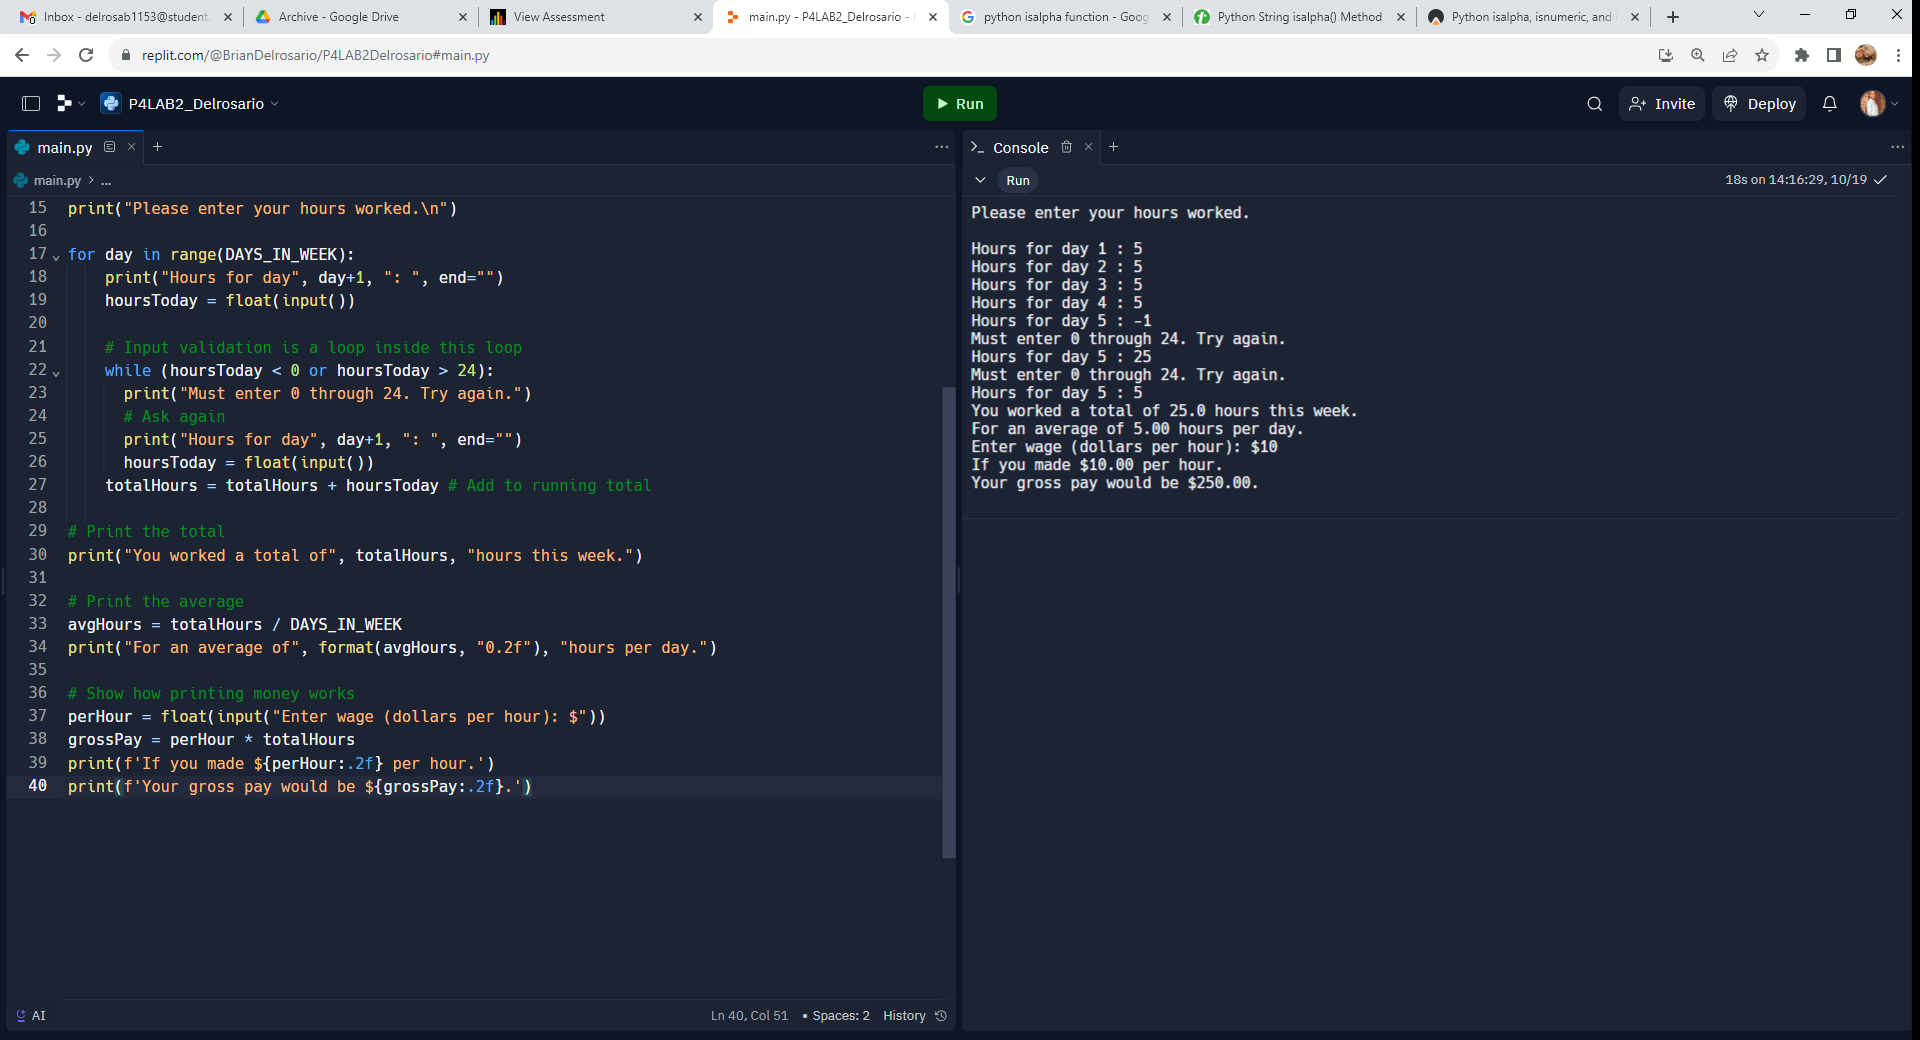 Inbox - delrosab1153@student.
Archive - Google Drive
View Assessment
main.py - P4LAB2_Delrosario -
python isalpha function - Goog
Python String isalpha() Method
Python isalpha, isnumeric, and
replit.com/@BrianDelrosario/P4LAB2Delrosario#main.py
P4LAB2_Delrosario
Run
Invite
Deploy
main.py
main.py > ...
15 print("Please enter your hours worked.\n")
16
17 for day in range(DAYS_IN_WEEK):
18 print("Hours for day", day+1, ": ", end="")
19 hoursToday = float(input())
20
21 # Input validation is a loop inside this loop
22 while (hoursToday < 0 or hoursToday > 24):
23 print("Must enter 0 through 24. Try again.")
24 # Ask again
25 print("Hours for day", day+1, ": ", end="")
26 hoursToday = float(input())
27 totalHours = totalHours + hoursToday # Add to running total
28
29 # Print the total
30 print("You worked a total of", totalHours, "hours this week.")
31
32 # Print the average
33 avgHours = totalHours / DAYS_IN_WEEK
34 print("For an average of", format(avgHours, "0.2f"), "hours per day.")
35
36 # Show how printing money works
37 perHour = float(input("Enter wage (dollars per hour): $"))
38 grossPay = perHour * totalHours
39 print(f'If you made ${perHour:.2f} per hour.')
40 print(f'Your gross pay would be ${grossPay:.2f}.')
AI
Ln 40, Col 51 • Spaces: 2 History
Console
Run
18s on 14:16:29, 10/19
Please enter your hours worked.
Hours for day 1 : 5
Hours for day 2 : 5
Hours for day 3 : 5
Hours for day 4 : 5
Hours for day 5 : -1
Must enter 0 through 24. Try again.
Hours for day 5 : 25
Must enter 0 through 24. Try again.
Hours for day 5 : 5
You worked a total of 25.0 hours this week.
For an average of 5.00 hours per day.
Enter wage (dollars per hour): $10
If you made $10.00 per hour.
Your gross pay would be $250.00.